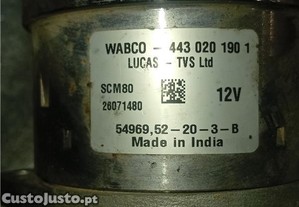 WABCO - 443 020 190 1
LUCAS - TVS Ltd
SCM80
26071480
12V
54969,52-20-3-B
Made in India
CustoJusto.pt